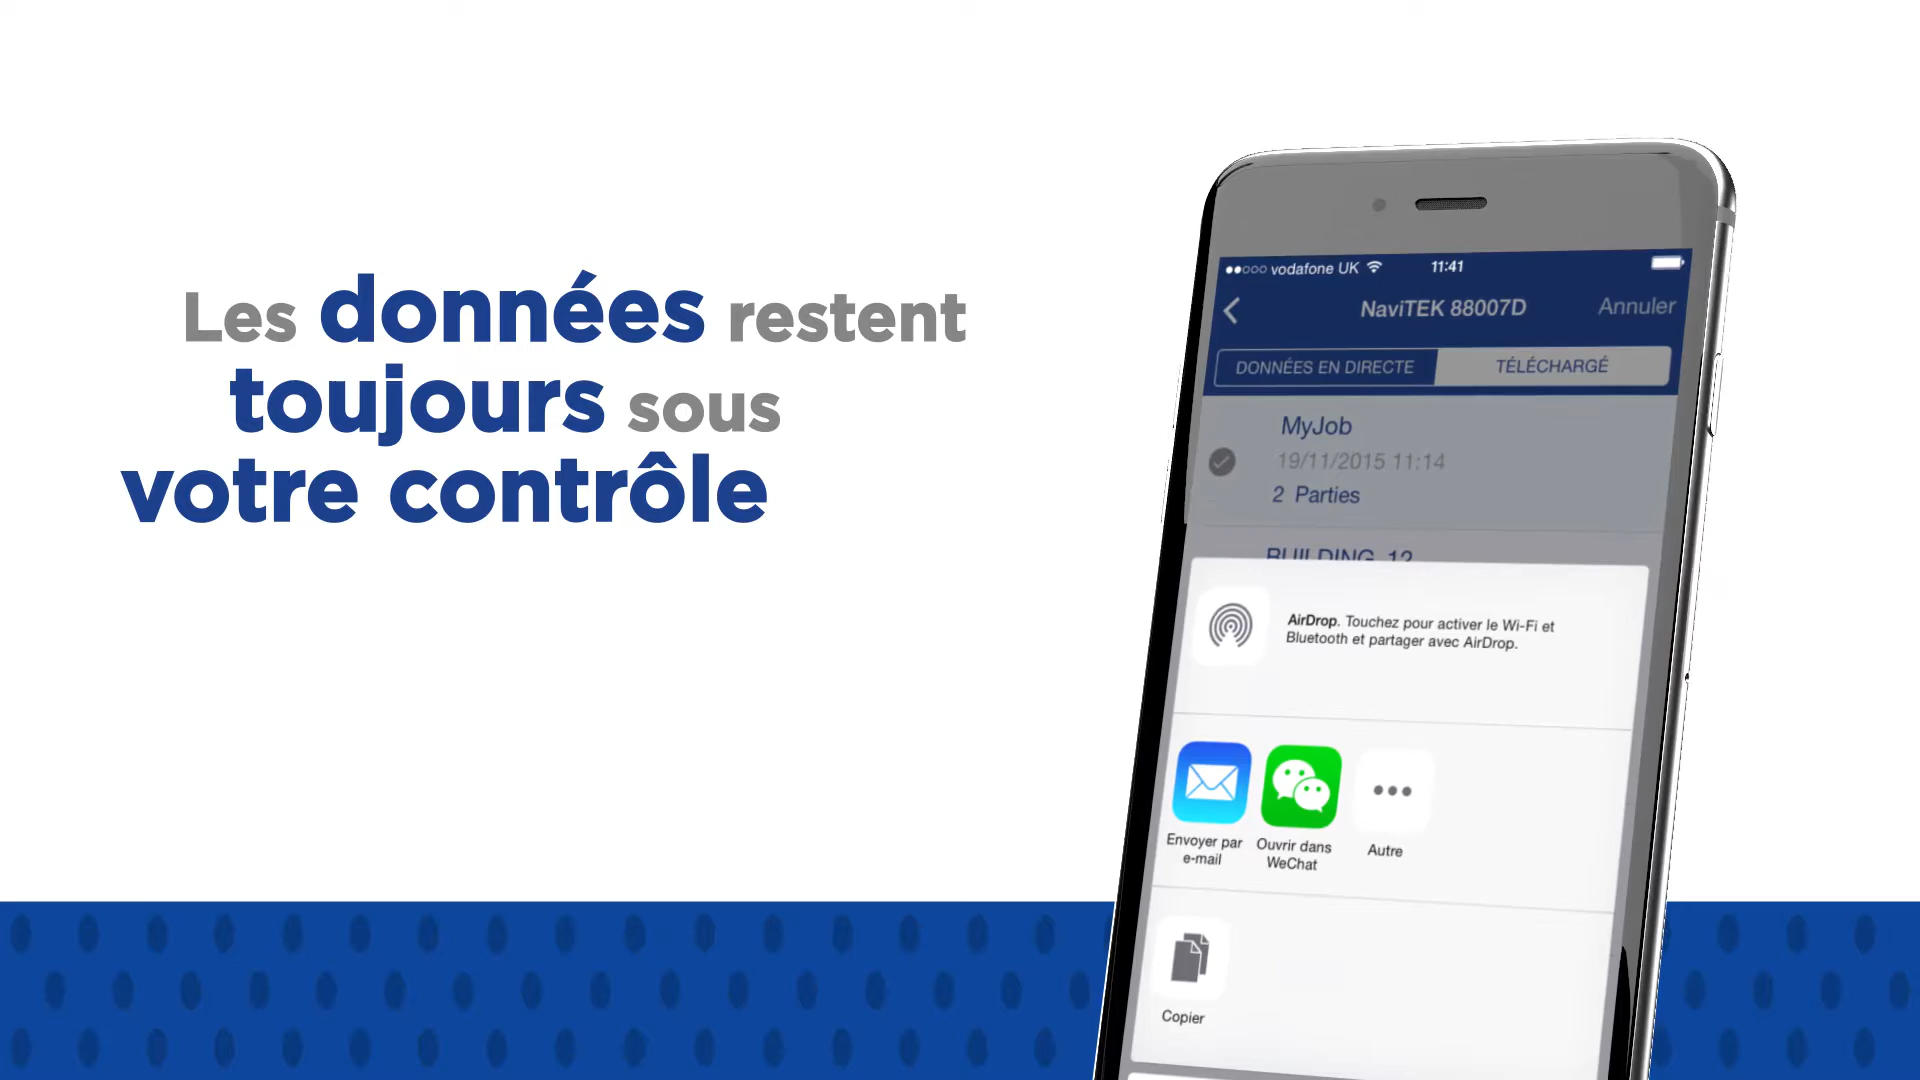 Les données restent
toujours sous
votre contrôle
vodafone UK 11:41
NaviTEK 88007D Annuler
DONNÉES EN DIRECTE TÉLÉCHARGÉ
MyJob
19/11/2015 11:14
2 Parties
BUILDING_12
AirDrop. Touchez pour activer le Wi-Fi et
Bluetooth et partager avec AirDrop.
Envoyer par
e-mail
Ouvrir dans
WeChat
Autre
Copier